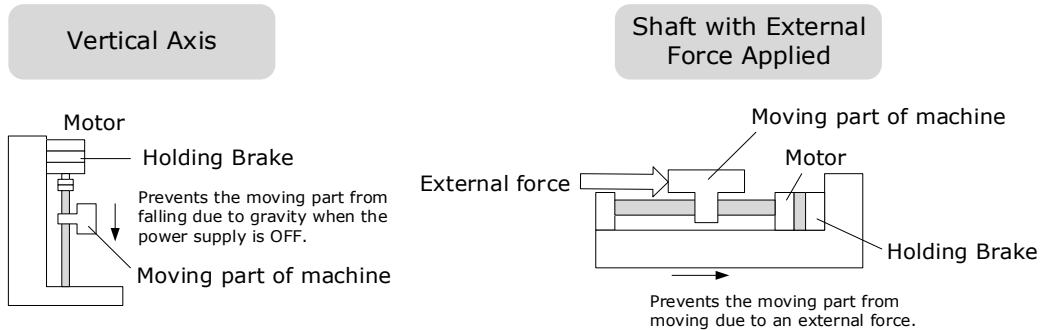 Vertical Axis
Motor
Holding Brake
Prevents the moving part from
falling due to gravity when the
power supply is OFF.
Moving part of machine
Shaft with External
Force Applied
Moving part of machine
Motor
External force
Holding Brake
Prevents the moving part from
moving due to an external force.